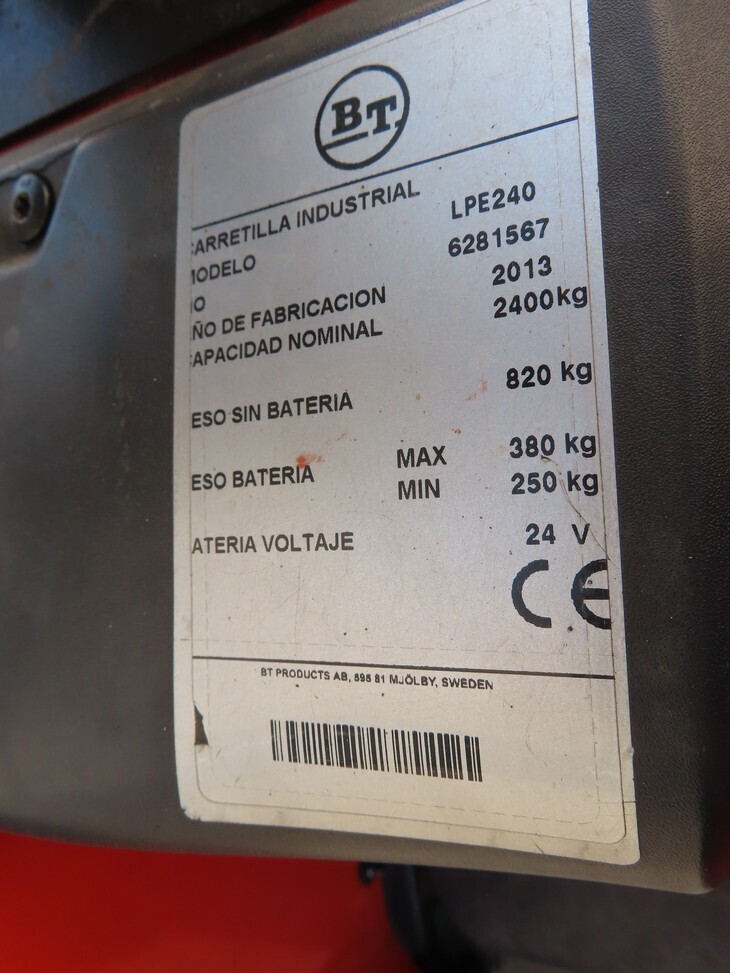 BT
ARRETILLA INDUSTRIAL
MODELO LPE240
O 6281567
ÑO DE FABRICACION 2013
APACIDAD NOMINAL 2400kg
ESO SIN BATERIA 820 kg
ESO BATERIA MAX 380 kg
MIN 250 kg
ATERIA VOLTAJE 24 V
CE
BT PRODUCTS AB, 595 81 MJÖLBY, SWEDEN